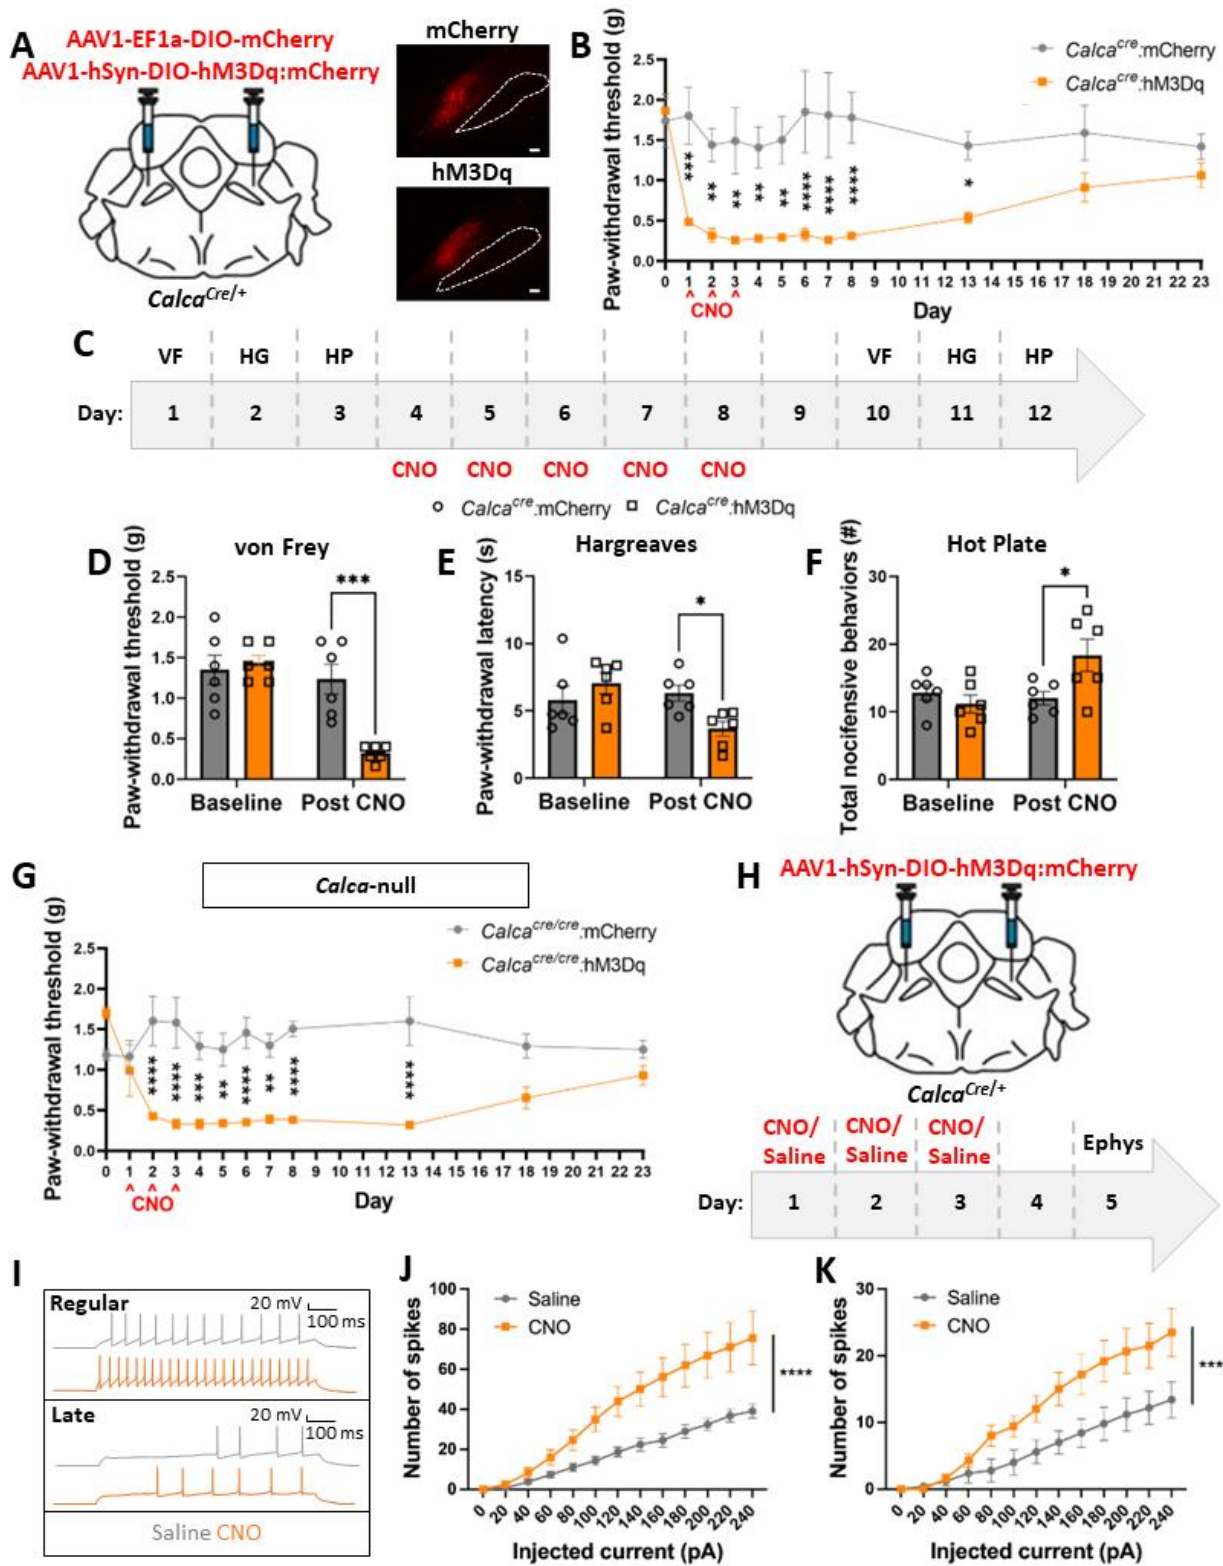 A
AAV1-EF1a-DIO-mCherry
AAV1-hSyn-DIO-hM3Dq:mCherry
Calca^Cre/+
mCherry
hM3Dq
B
Calca^cre:mCherry
Calca^cre:hM3Dq
Paw-withdrawal threshold (g)
2.5
2.0
1.5
1.0
0.5
0.0
*** ** ** ** ** **** **** **** *
0 1 2 3 4 5 6 7 8 9 10 11 12 13 14 15 16 17 18 19 20 21 22 23
^ ^ ^
CNO
Day
C
VF HG HP VF HG HP
Day: 1 2 3 4 5 6 7 8 9 10 11 12
CNO CNO CNO CNO CNO
Calca^cre:mCherry Calca^cre:hM3Dq
D
von Frey
Paw-withdrawal threshold (g)
2.5
2.0
1.5
1.0
0.5
0.0
***
Baseline Post CNO
E
Hargreaves
Paw-withdrawal latency (s)
15
10
5
0
*
Baseline Post CNO
F
Hot Plate
Total nocifensive behaviors (#)
30
20
10
0
*
Baseline Post CNO
G
Calca-null
Calca^cre/cre:mCherry
Calca^cre/cre:hM3Dq
Paw-withdrawal threshold (g)
2.5
2.0
1.5
1.0
0.5
0.0
**** **** *** ** **** ** **** ****
0 1 2 3 4 5 6 7 8 9 10 11 12 13 14 15 16 17 18 19 20 21 22 23
^ ^ ^
CNO
Day
H
AAV1-hSyn-DIO-hM3Dq:mCherry
Calca^Cre/+
CNO/ CNO/ CNO/
Saline Saline Saline Ephys
Day: 1 2 3 4 5
I
Regular
20 mV
100 ms
Late
20 mV
100 ms
Saline CNO
J
Saline
CNO
Number of spikes
100
80
60
40
20
0
****
0 20 40 60 80 100 120 140 160 180 200 220 240
Injected current (pA)
K
Saline
CNO
Number of spikes
30
20
10
0
***
0 20 40 60 80 100 120 140 160 180 200 220 240
Injected current (pA)